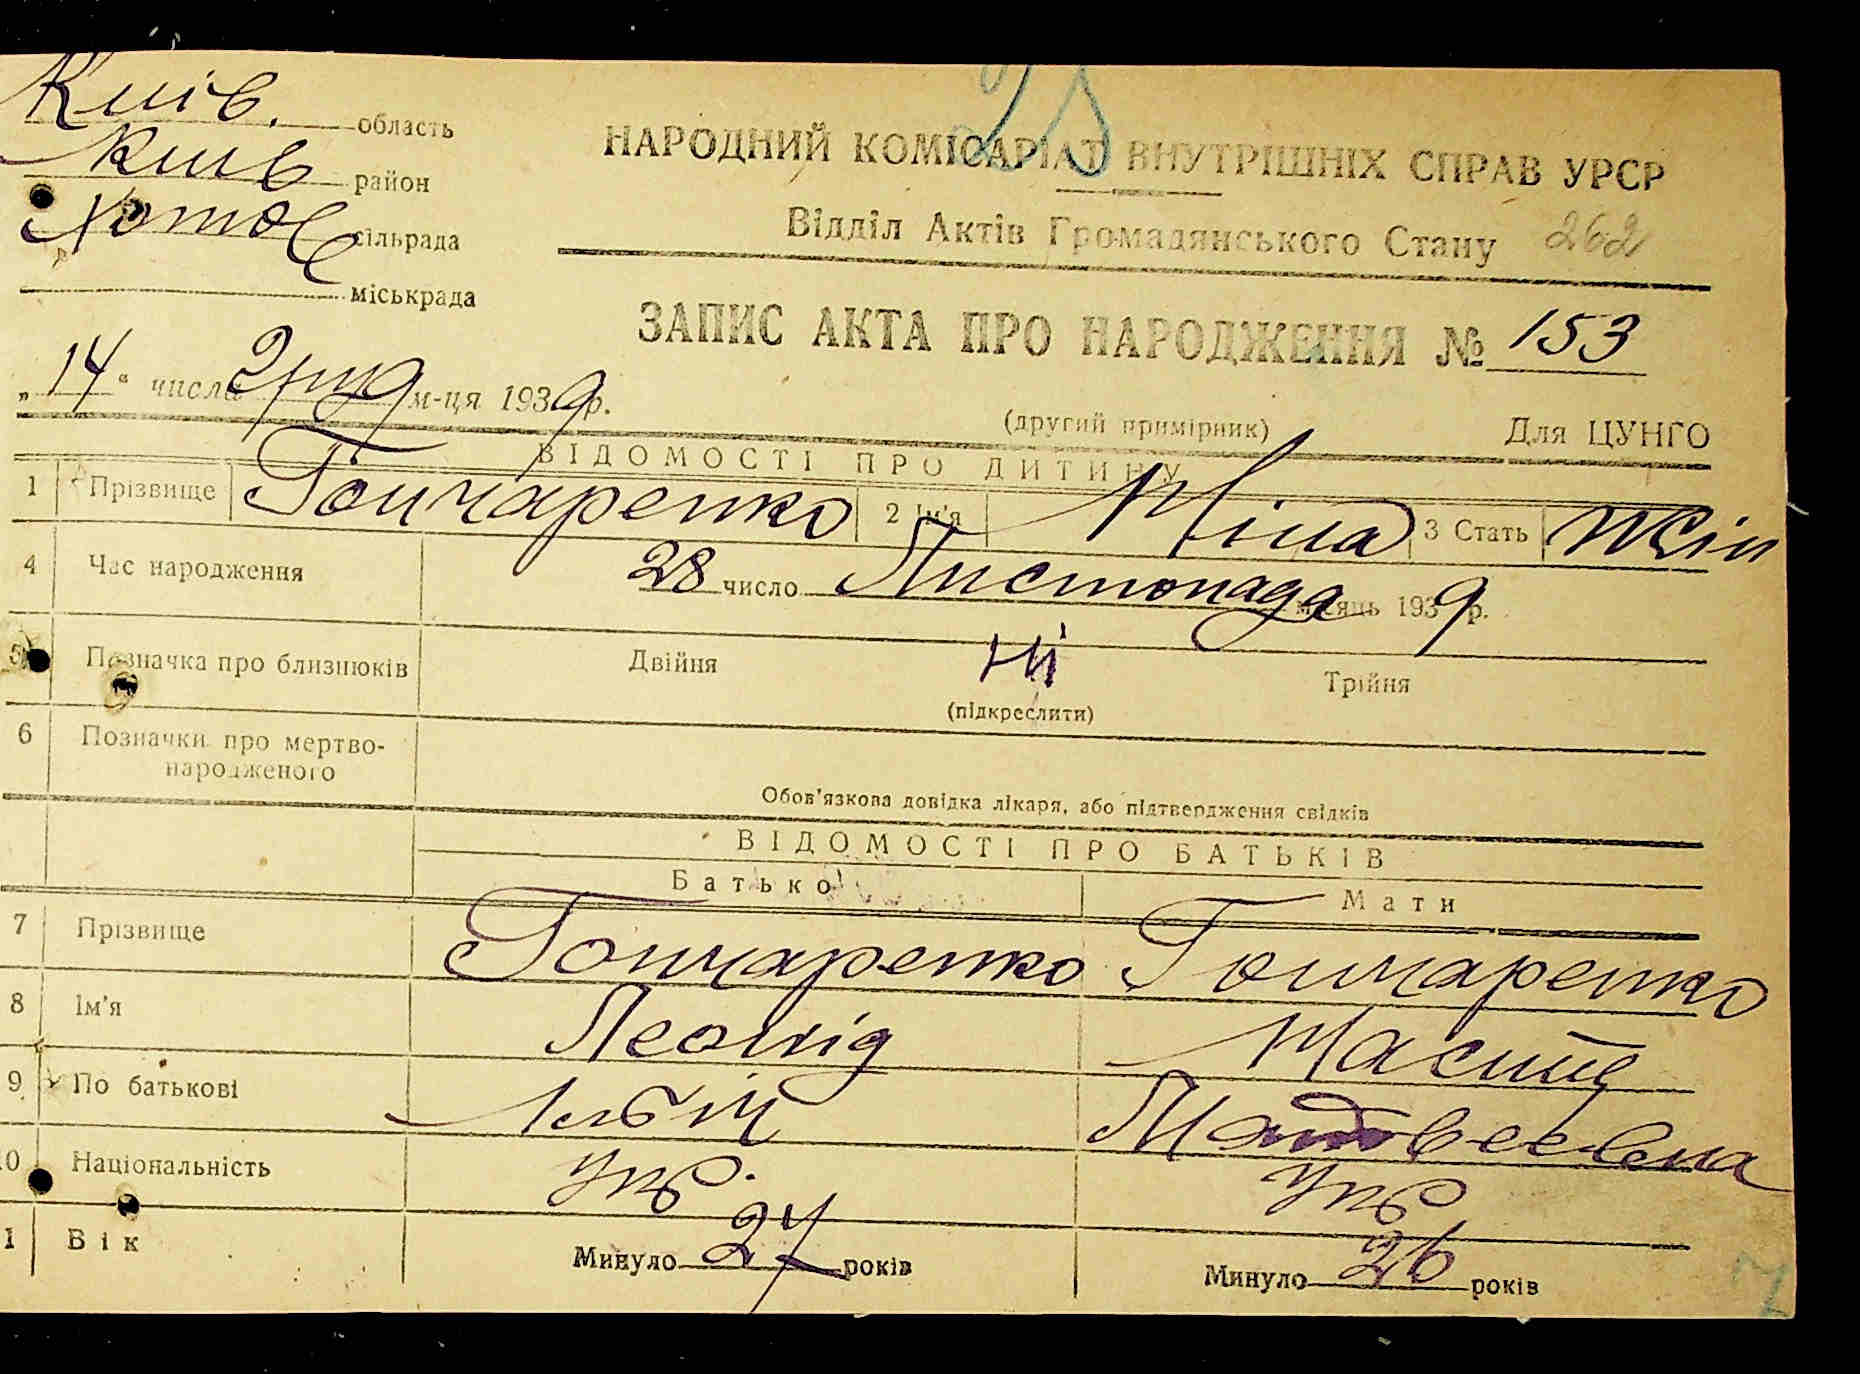 Київ. область
28
НАРОДНИЙ КОМІСАРІАТ ВНУТРІШНІХ СПРАВ УРСР
Київ район
Хотов сільрада
Відділ Актів Громадянського Стану 262
міськрада
ЗАПИС АКТА ПРО НАРОДЖЕННЯ № 153
„14“ числа груд м-ця 1939 р.
(другий примірник) Для ЦУНГО
ВІДОМОСТІ ПРО ДИТИНУ
1 Прізвище Гончаренко 2 Ім'я Ніна 3 Стать жін
4 Час народження 28 число Листопада місяць 1939 р.
5 Позначка про близнюків Двійня ні Трійня
(підкреслити)
6 Позначки про мертво-
народженого
Обов'язкова довідка лікаря, або підтвердження свідків
ВІДОМОСТІ ПРО БАТЬКІВ
Батько Мати
7 Прізвище Гончаренко Гончаренко
8 Ім'я Леонід
9 По батькові Матвеевна
10 Національність Укр. Укр
11 Вік Минуло 27 років Минуло 26 років